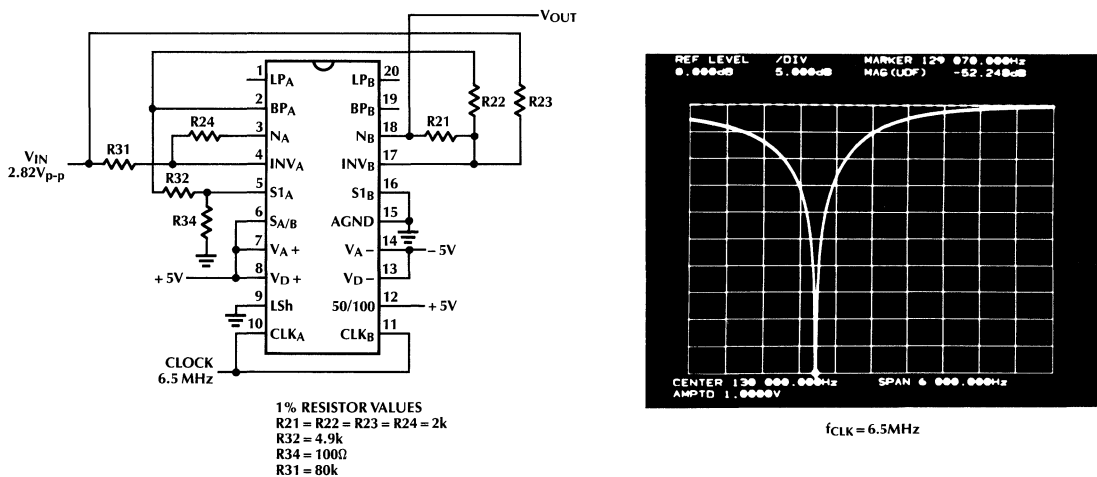 VOUT
VIN
2.82Vp-p
R31
R24
R32
R34
+5V
CLOCK
6.5 MHz
1 LPA
2 BPA
3 NA
4 INVA
5 S1A
6 SA/B
7 VA+
8 VD+
9 LSh
10 CLKA
LPB 20
BPB 19
NB 18
INVB 17
S1B 16
AGND 15
VA− 14
VD− 13
50/100 12
CLKB 11
R21
R22
R23
−5V
+5V
1% RESISTOR VALUES
R21 = R22 = R23 = R24 = 2k
R32 = 4.9k
R34 = 100Ω
R31 = 80k
REF LEVEL /DIV MARKER 129 070.000Hz
0.000dB 5.000dB MAG (UDF) -52.248dB
CENTER 130 000.000Hz SPAN 6 000.000Hz
AMPTD 1.0000V
fCLK = 6.5MHz